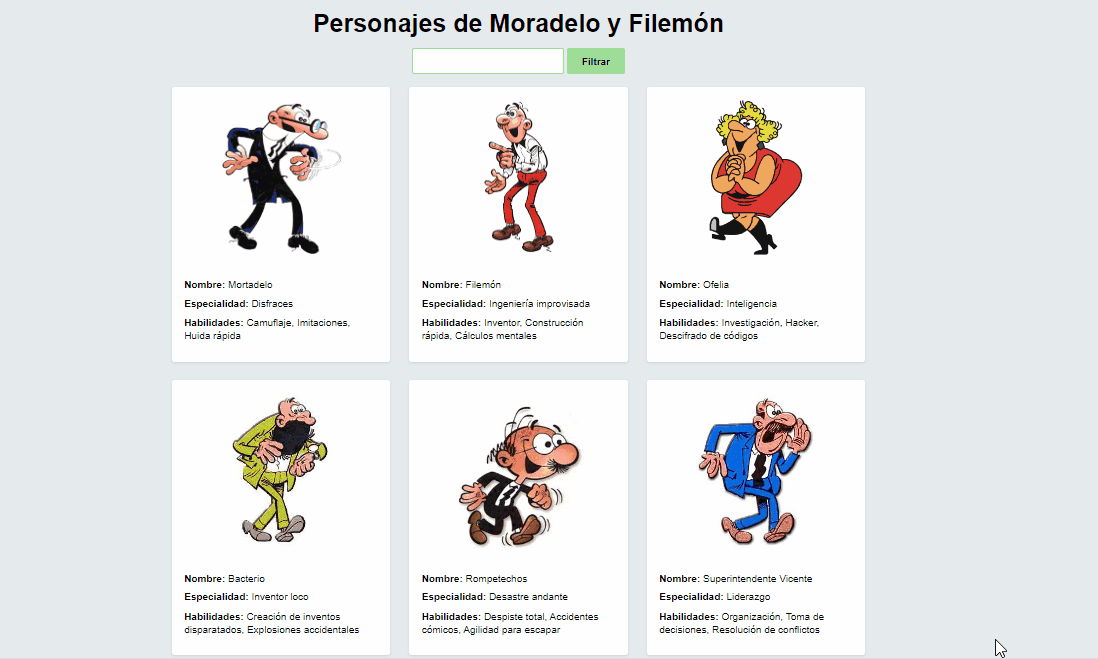 Personajes de Moradelo y Filemón
Filtrar
Nombre: Mortadelo
Especialidad: Disfraces
Habilidades: Camuflaje, Imitaciones,
Huida rápida
Nombre: Filemón
Especialidad: Ingeniería improvisada
Habilidades: Inventor, Construcción
rápida, Cálculos mentales
Nombre: Ofelia
Especialidad: Inteligencia
Habilidades: Investigación, Hacker,
Descifrado de códigos
Nombre: Bacterio
Especialidad: Inventor loco
Habilidades: Creación de inventos
disparatados, Explosiones accidentales
Nombre: Rompetechos
Especialidad: Desastre andante
Habilidades: Despiste total, Accidentes
cómicos, Agilidad para escapar
Nombre: Superintendente Vicente
Especialidad: Liderazgo
Habilidades: Organización, Toma de
decisiones, Resolución de conflictos